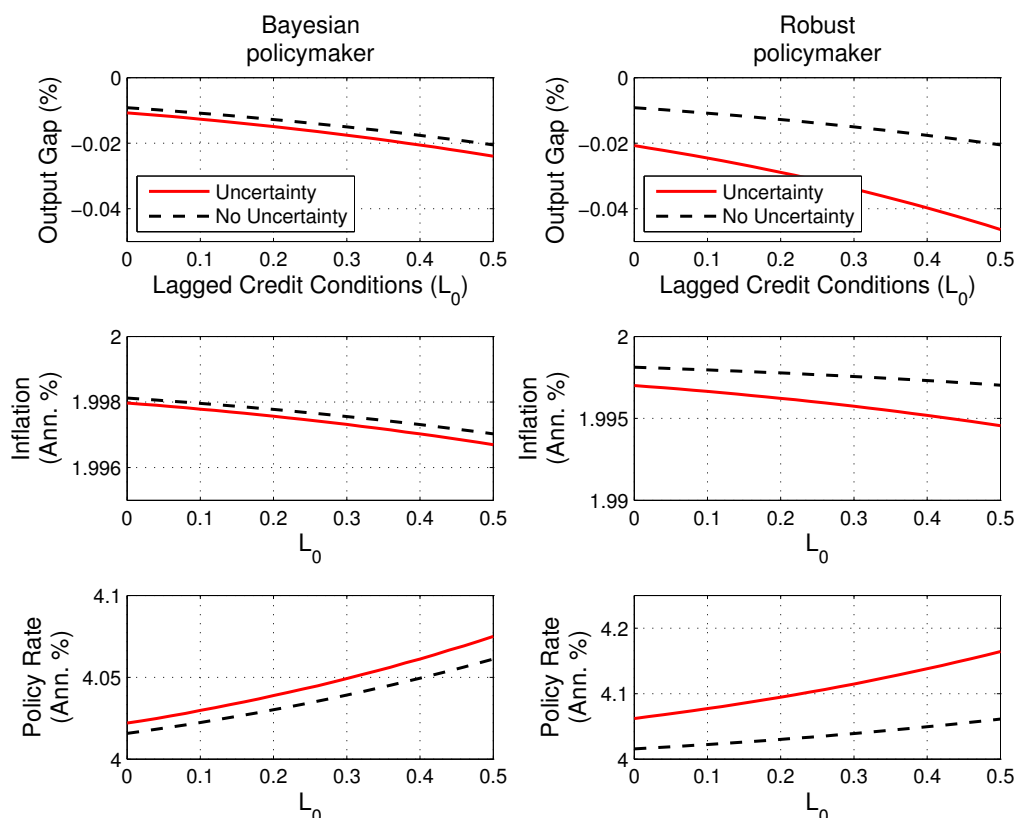 Bayesian
policymaker
Output Gap (%)
0
−0.02
−0.04
Uncertainty
No Uncertainty
0 0.1 0.2 0.3 0.4 0.5
Lagged Credit Conditions (L0)
Robust
policymaker
Output Gap (%)
0
−0.02
−0.04
Uncertainty
No Uncertainty
0 0.1 0.2 0.3 0.4 0.5
Lagged Credit Conditions (L0)
Inflation
(Ann. %)
2
1.998
1.996
0 0.1 0.2 0.3 0.4 0.5
L0
Inflation
(Ann. %)
2
1.995
1.99
0 0.1 0.2 0.3 0.4 0.5
L0
Policy Rate
(Ann. %)
4.1
4.05
4
0 0.1 0.2 0.3 0.4 0.5
L0
Policy Rate
(Ann. %)
4.2
4.1
4
0 0.1 0.2 0.3 0.4 0.5
L0